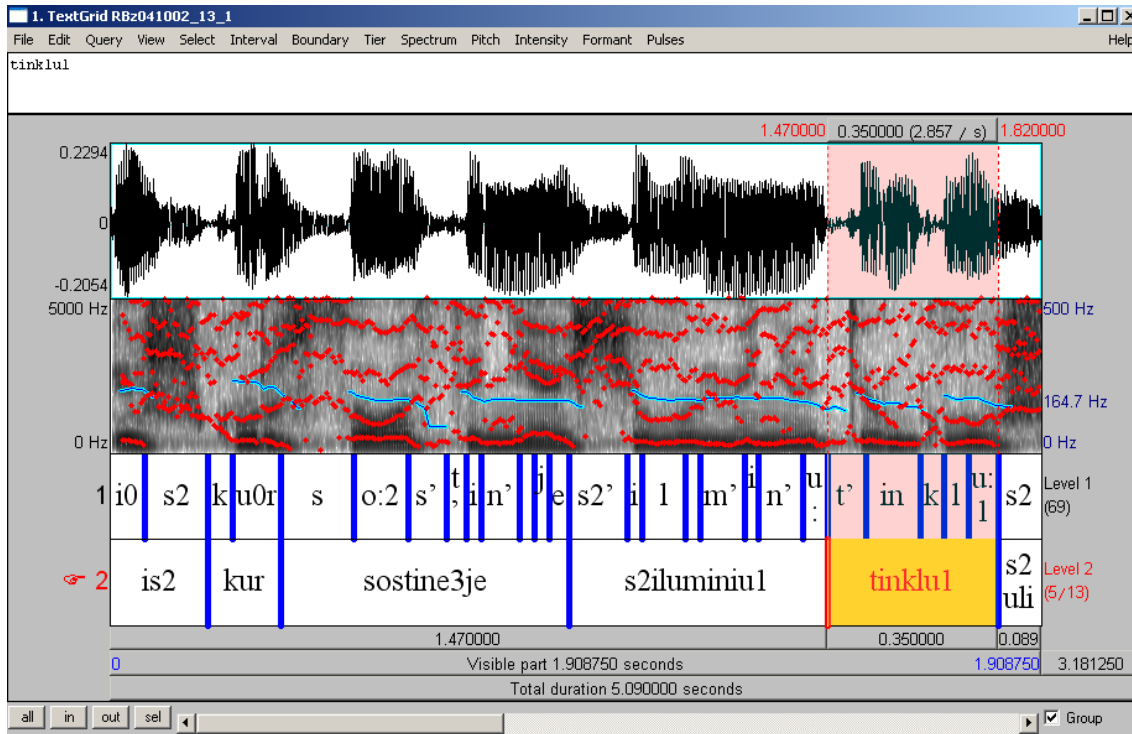 1. TextGrid RBz041002_13_1
File Edit Query View Select Interval Boundary Tier Spectrum Pitch Intensity Formant Pulses Help
tinklu1
1.470000 0.350000 (2.857 / s) 1.820000
0.2294
0
-0.2054
5000 Hz 500 Hz
164.7 Hz
0 Hz 0 Hz
1 i0 s2 k u0r s o:2 s’ t’ i n’ j e s2’ i l m’ i n’ u: t’ in k l u:1 s2 Level 1 (69)
2 is2 kur sostine3je s2iluminiu1 tinklu1 s2uli Level 2 (5/13)
1.470000 0.350000 0.089
0 Visible part 1.908750 seconds 1.908750 3.181250
Total duration 5.090000 seconds
all in out sel Group